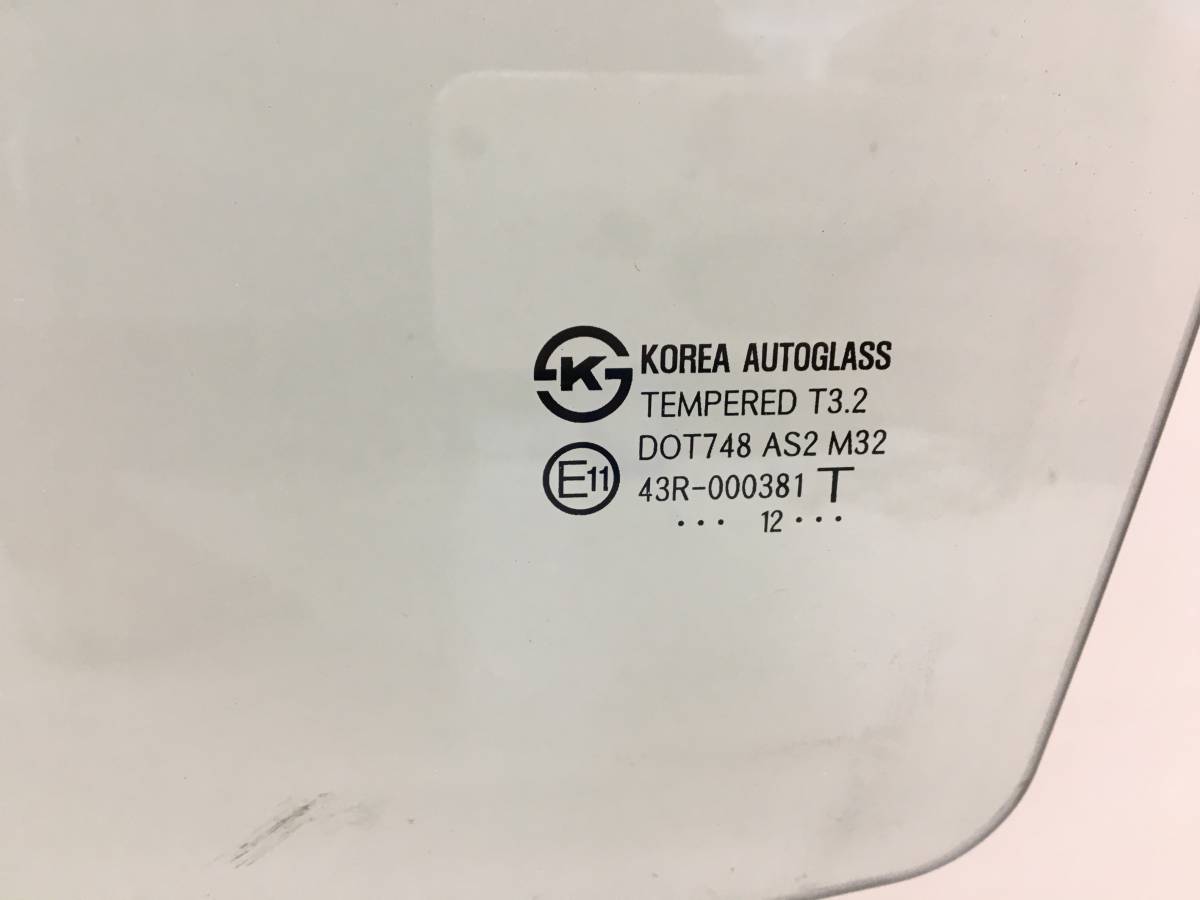 K KOREA AUTOGLASS
TEMPERED T3.2
DOT748 AS2 M32
E11 43R-000381 T
··· 12 ···